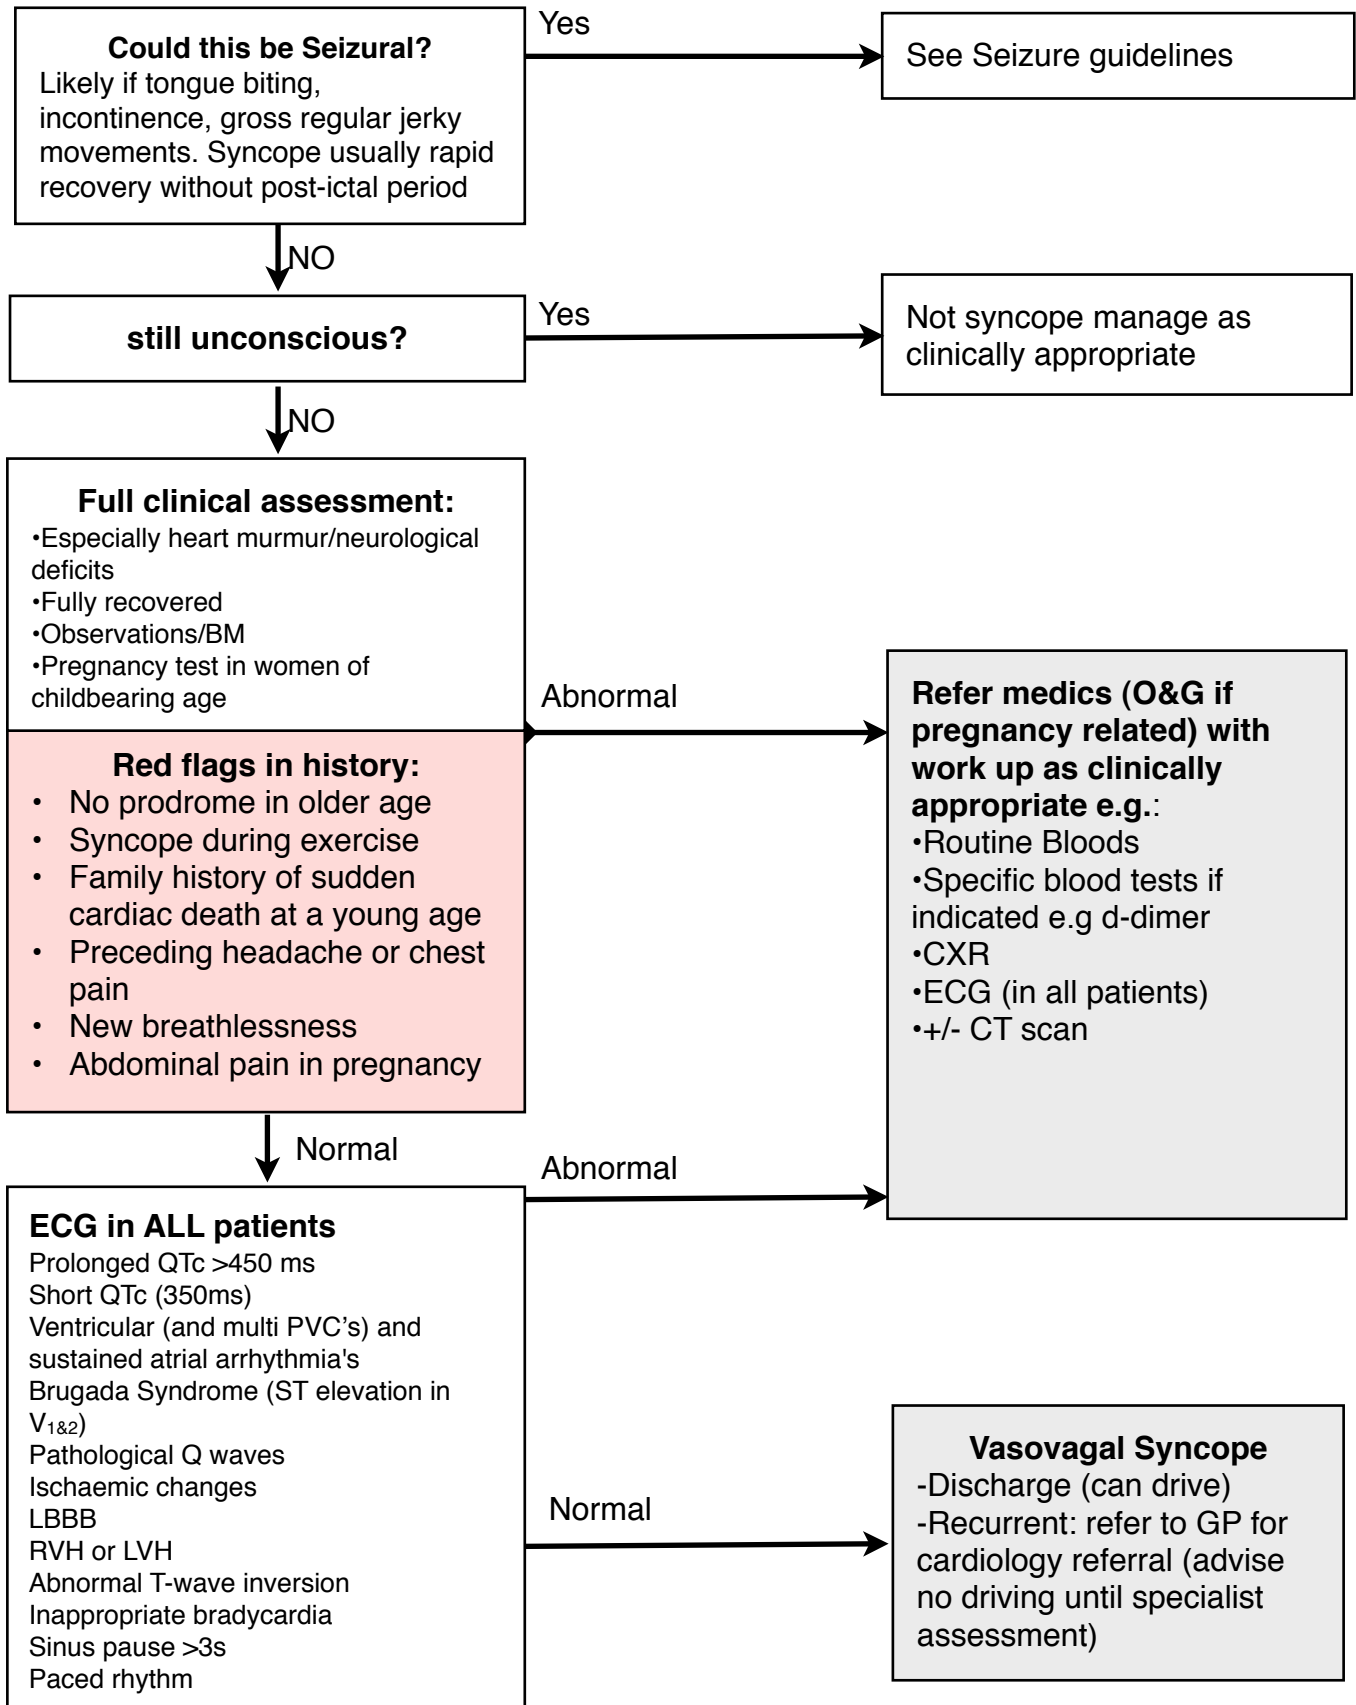 Could this be Seizural?
Likely if tongue biting,
incontinence, gross regular jerky
movements. Syncope usually rapid
recovery without post-ictal period
Yes
See Seizure guidelines
NO
still unconscious?
Yes
Not syncope manage as
clinically appropriate
NO
Full clinical assessment:
•Especially heart murmur/neurological
deficits
•Fully recovered
•Observations/BM
•Pregnancy test in women of
childbearing age
Abnormal
Red flags in history:
• No prodrome in older age
• Syncope during exercise
• Family history of sudden
cardiac death at a young age
• Preceding headache or chest
pain
• New breathlessness
• Abdominal pain in pregnancy
Refer medics (O&G if
pregnancy related) with
work up as clinically
appropriate e.g.:
•Routine Bloods
•Specific blood tests if
indicated e.g d-dimer
•CXR
•ECG (in all patients)
•+/- CT scan
Normal
Abnormal
ECG in ALL patients
Prolonged QTc >450 ms
Short QTc (350ms)
Ventricular (and multi PVC's) and
sustained atrial arrhythmia's
Brugada Syndrome (ST elevation in
V1&2)
Pathological Q waves
Ischaemic changes
LBBB
RVH or LVH
Abnormal T-wave inversion
Inappropriate bradycardia
Sinus pause >3s
Paced rhythm
Normal
Vasovagal Syncope
-Discharge (can drive)
-Recurrent: refer to GP for
cardiology referral (advise
no driving until specialist
assessment)